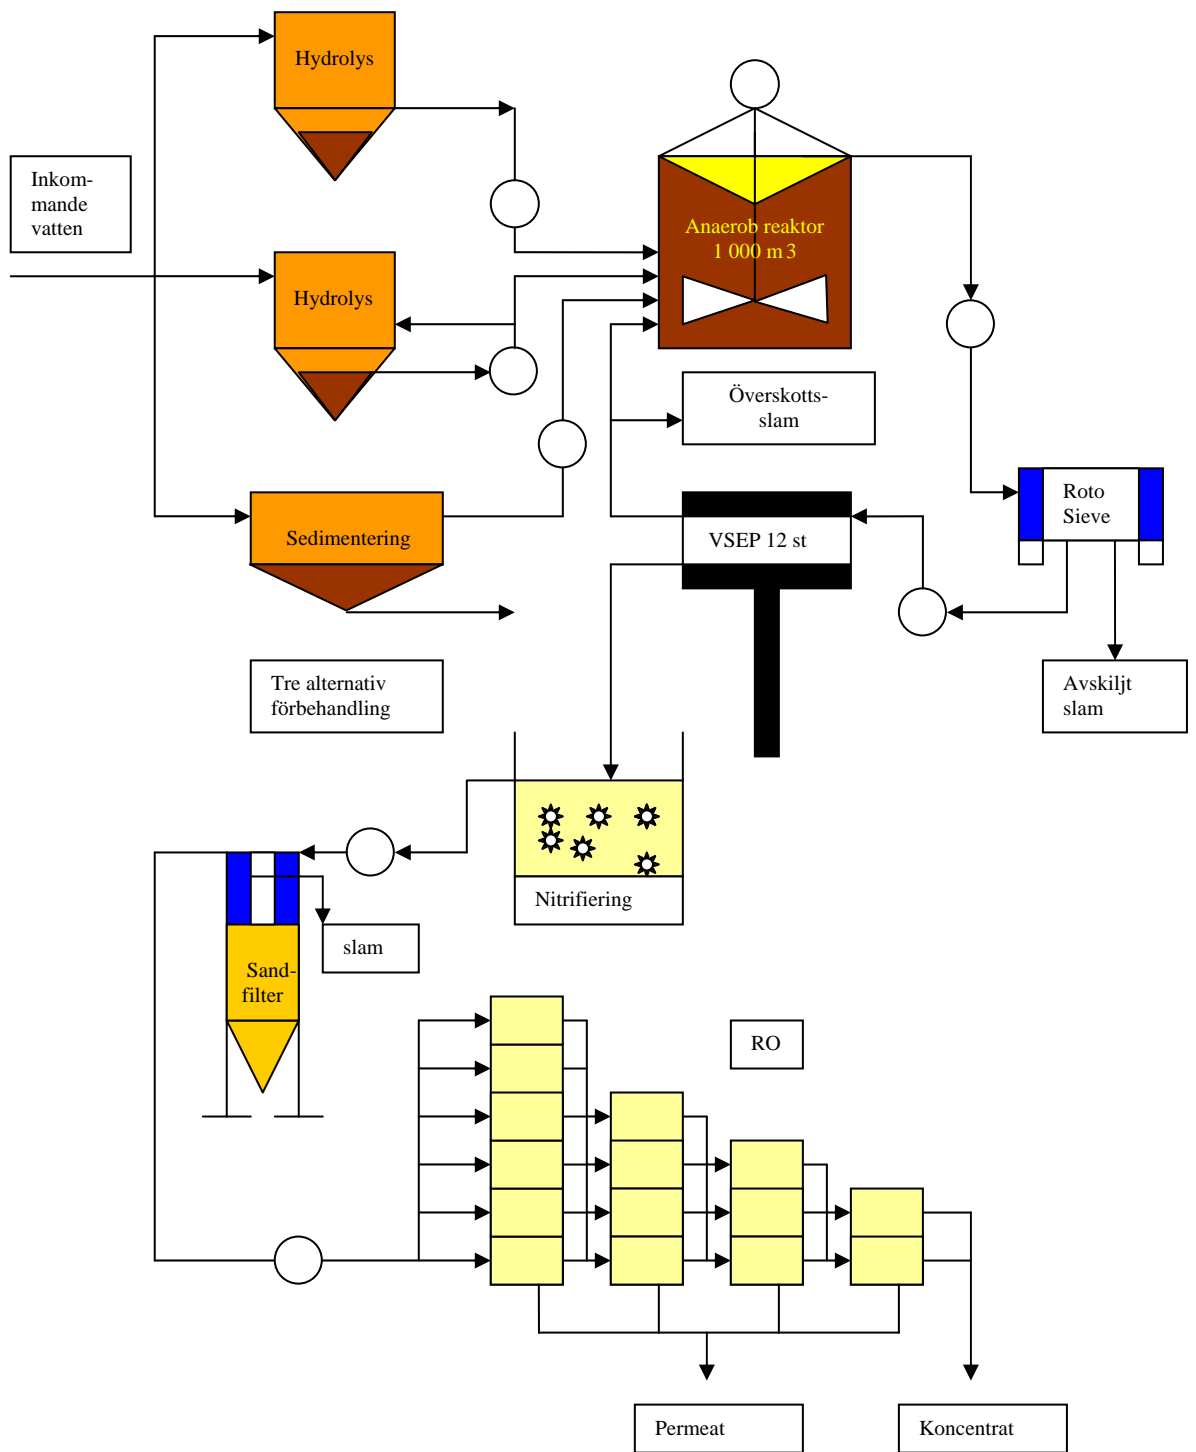 Hydrolys
Inkom-
mande
vatten
Anaerob reaktor
1 000 m 3
Hydrolys
Överskotts-
slam
Roto
Sieve
Sedimentering
VSEP 12 st
Tre alternativ
förbehandling
Avskiljt
slam
Nitrifiering
slam
Sand-
filter
RO
Permeat
Koncentrat